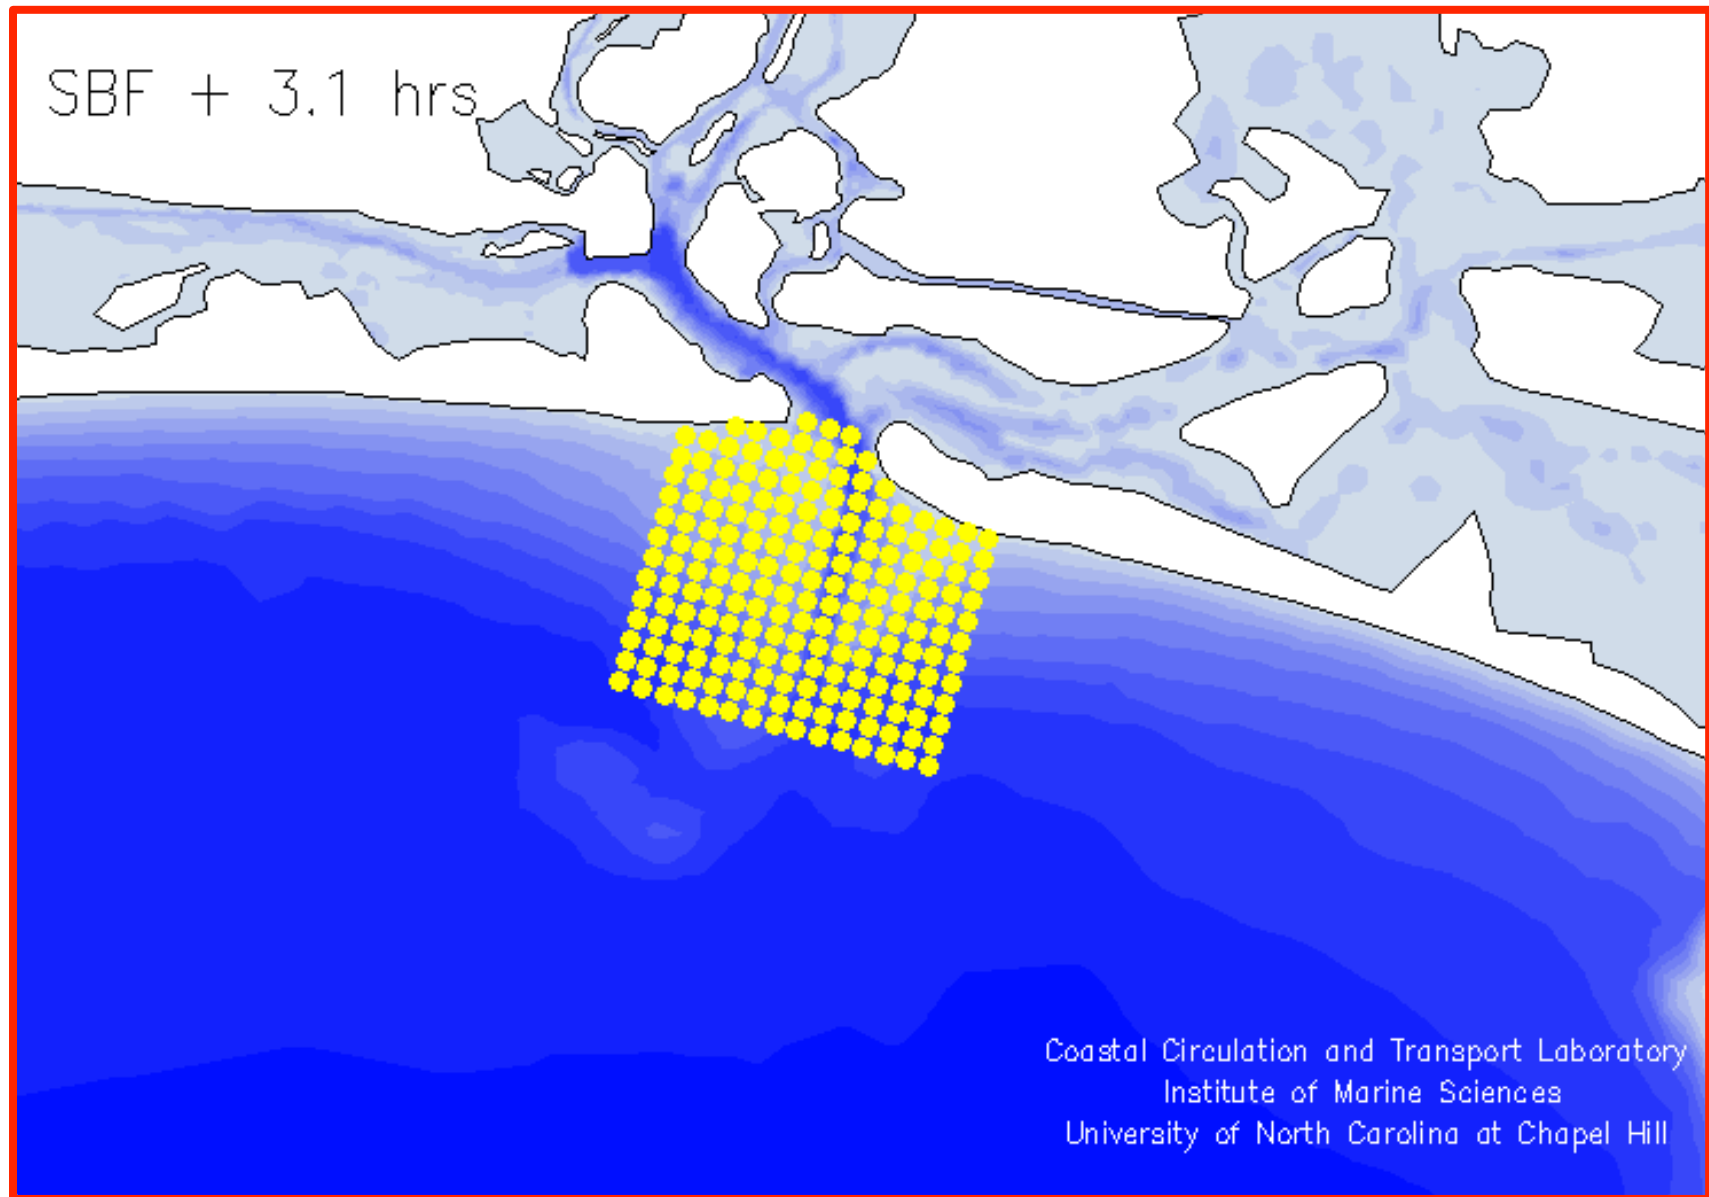 SBF + 3.1 hrs
Coastal Circulation and Transport Laboratory
Institute of Marine Sciences
University of North Carolina at Chapel Hill